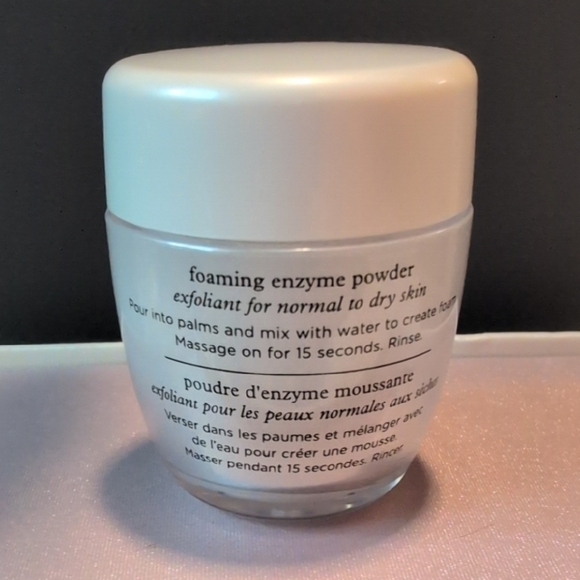 foaming enzyme powder
exfoliant for normal to dry skin
Pour into palms and mix with water to create foam.
Massage on for 15 seconds. Rinse.
poudre d'enzyme moussante
exfoliant pour les peaux normales aux sèches
Verser dans les paumes et mélanger avec
de l'eau pour créer une mousse.
Masser pendant 15 secondes. Rincer.